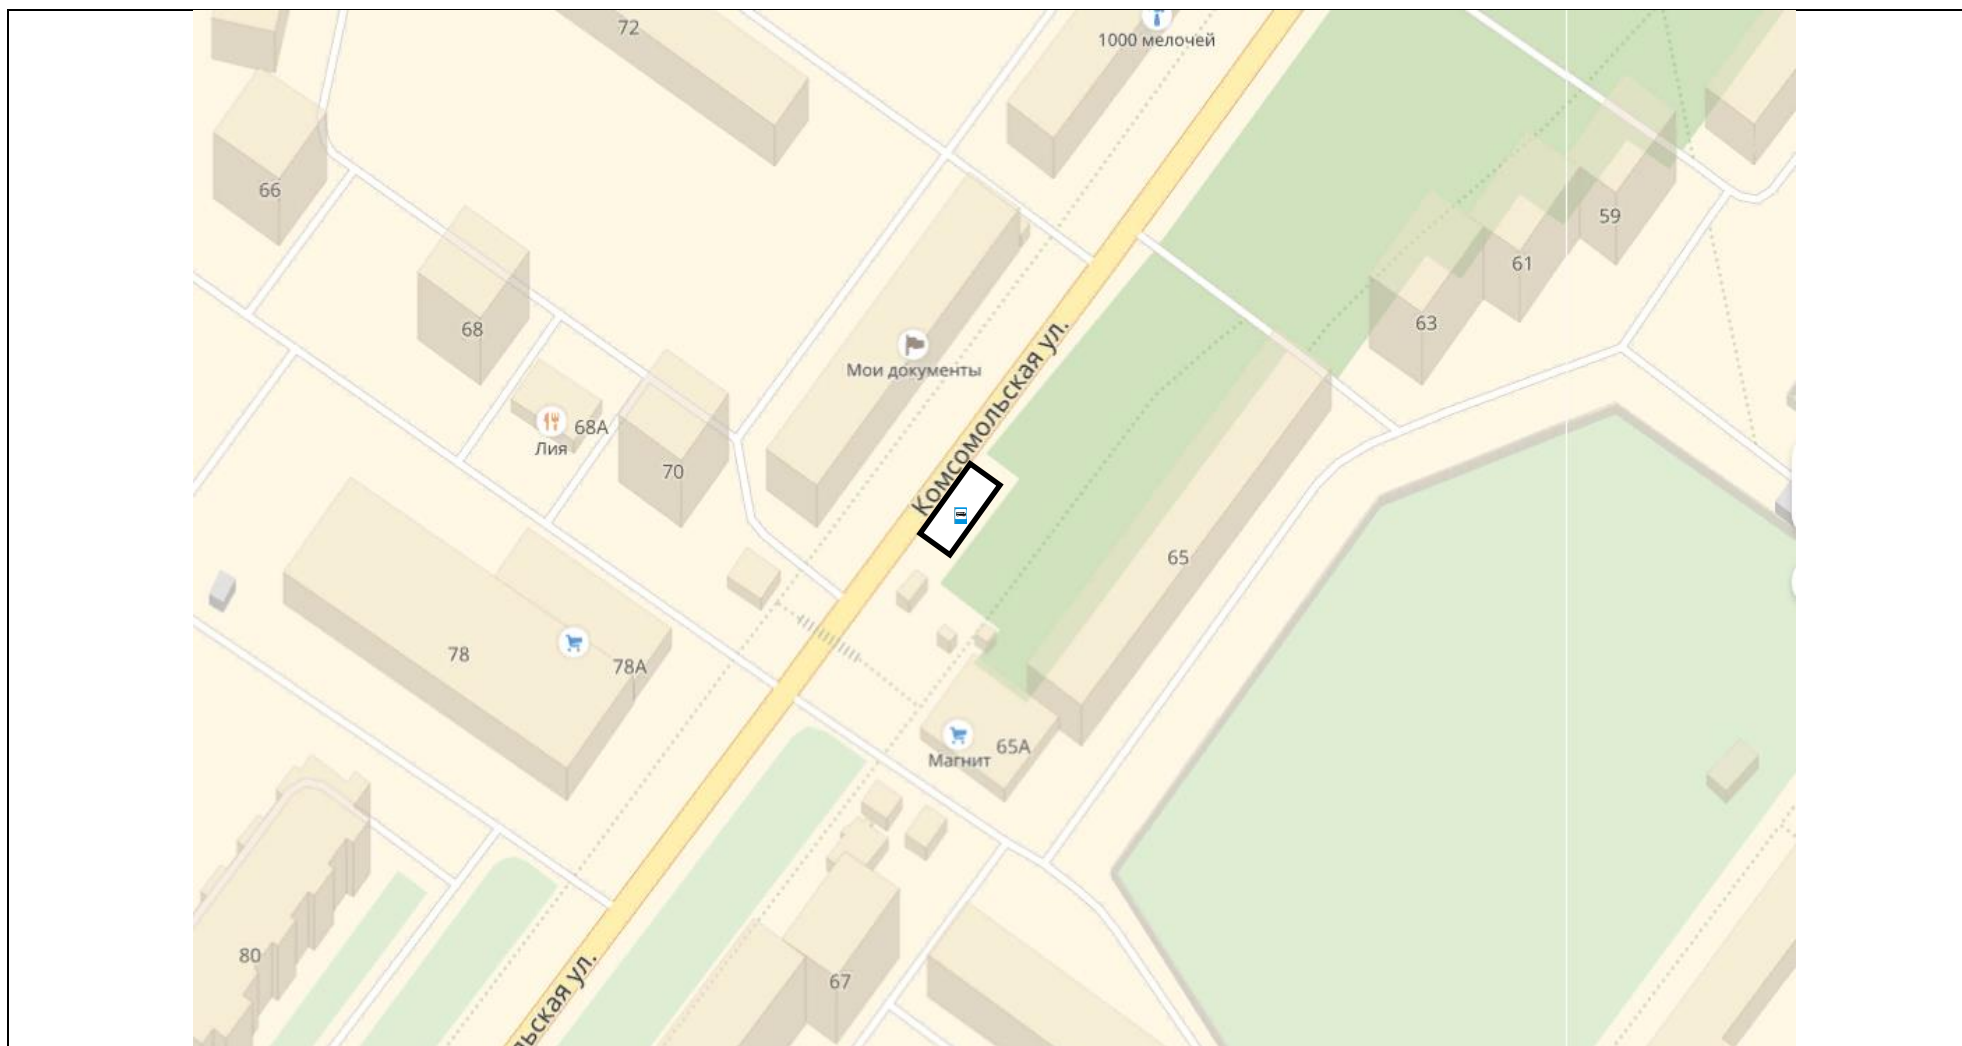 72
1000 мелочей
66
59
61
63
68
Комсомольская ул.
Мои документы
68А
Лия
70
65
78
78А
65А
Магнит
80
67
льская ул.